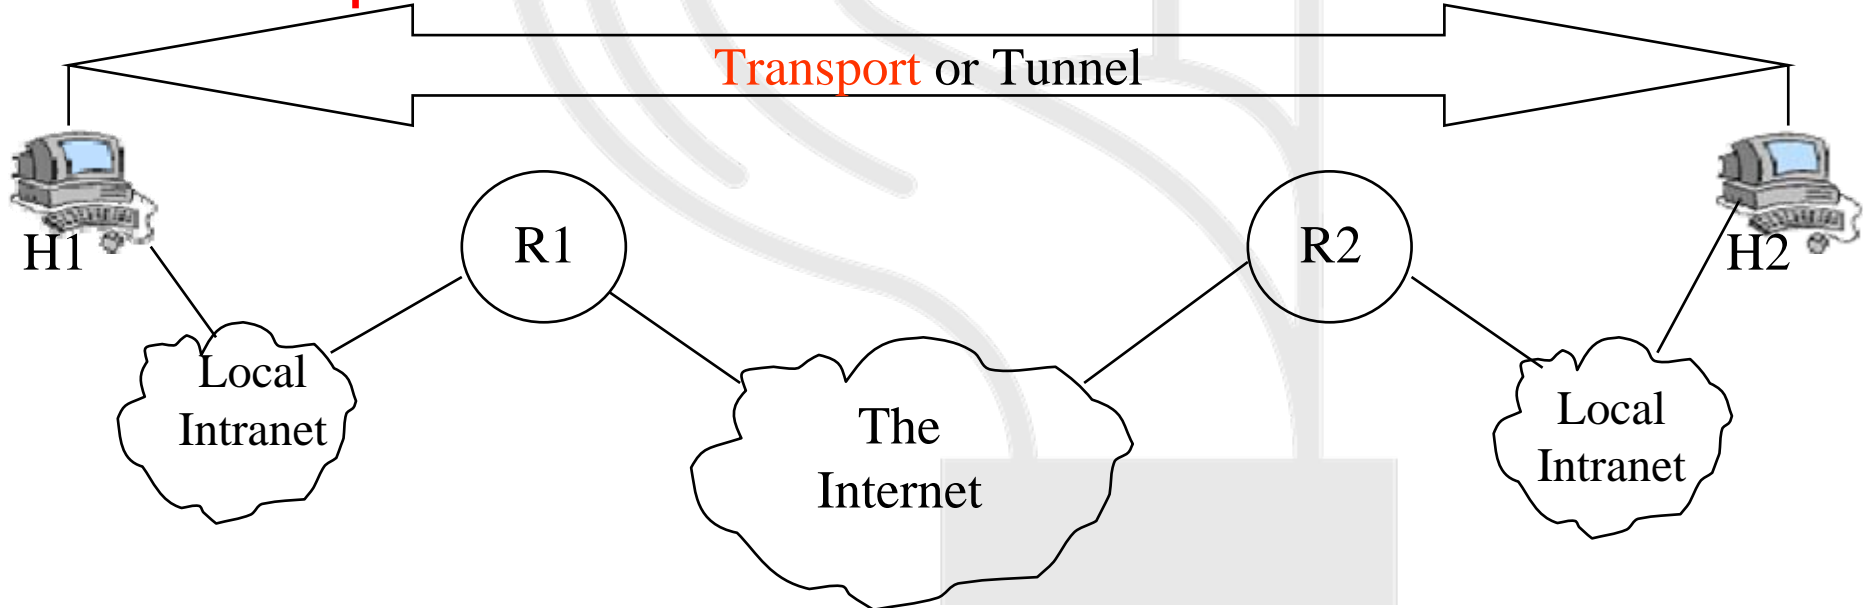 Transport or Tunnel
H1
R1
R2
H2
Local
Intranet
The
Internet
Local
Intranet